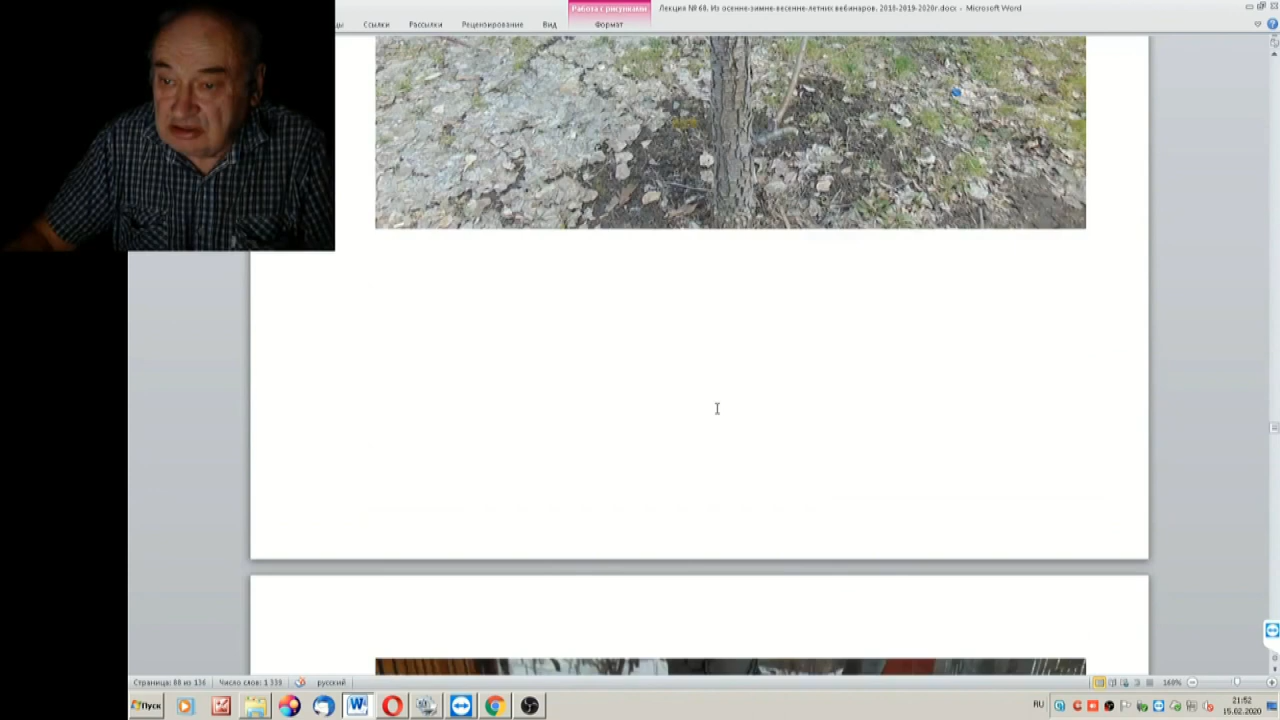 Работа с рисунками
Лекция № 68. Из осенне-зимне-весенне-летних вебинаров. 2018-2019-2020г.docx - Microsoft Word
Ссылки
Рассылки
Рецензирование
Вид
Формат
Страница: 88 из 136
Число слов: 1 339
русский
160%
Пуск
RU
21:52
15.02.2020